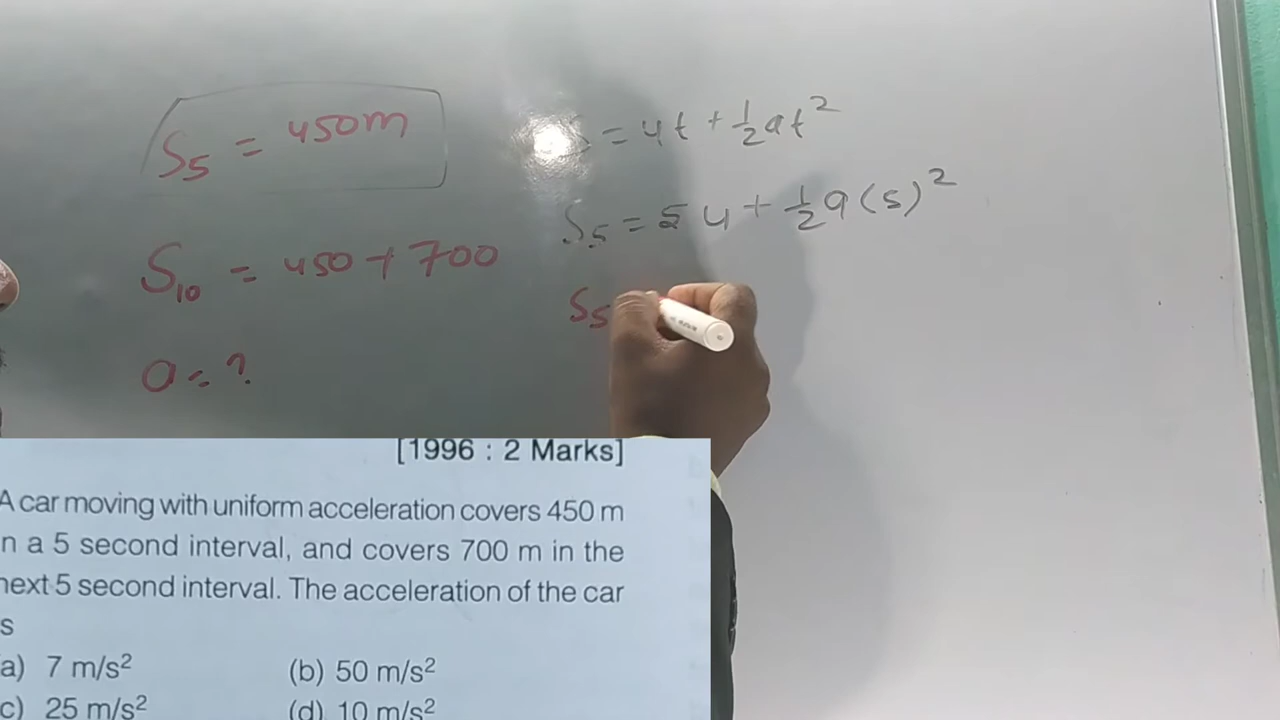 S₅ = 450m
S₁₀ = 450 + 700
a = ?
S = ut + ½at²
S₅ = 5u + ½a(5)²
S₅
[1996 : 2 Marks]
A car moving with uniform acceleration covers 450 m
n a 5 second interval, and covers 700 m in the
next 5 second interval. The acceleration of the car
s
a) 7 m/s² (b) 50 m/s²
c) 25 m/s² (d) 10 m/s²